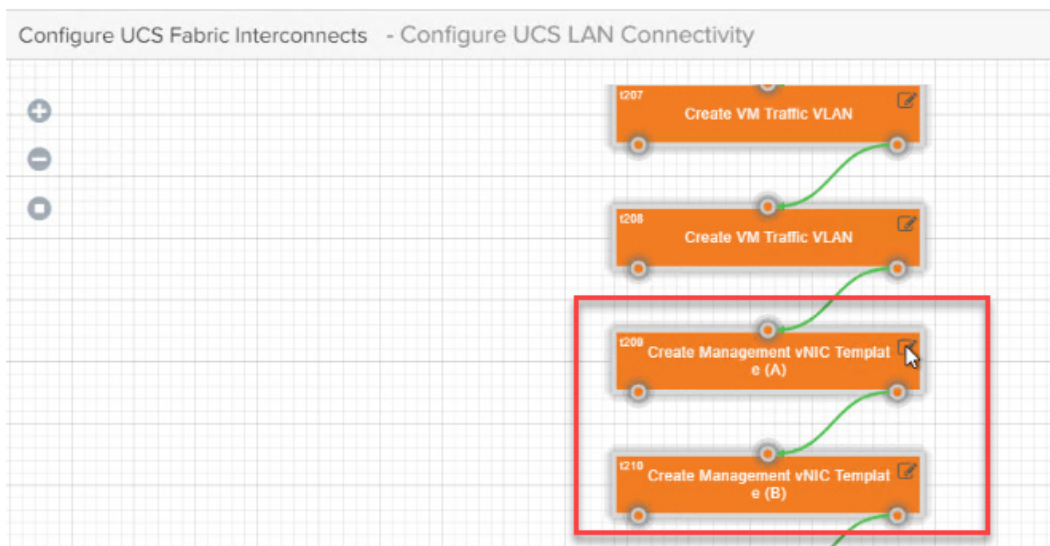 Configure UCS Fabric Interconnects - Configure UCS LAN Connectivity
t207
Create VM Traffic VLAN
t208
Create VM Traffic VLAN
t209
Create Management vNIC Templat
e (A)
t210
Create Management vNIC Templat
e (B)